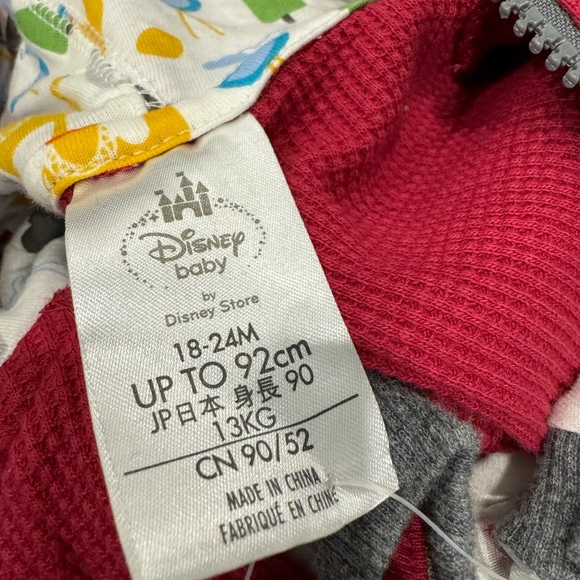 Disney
baby
by
Disney Store
18-24M
UP TO 92cm
JP日本 身長 90
13KG
CN 90/52
MADE IN CHINA
FABRIQUÉ EN CHINE